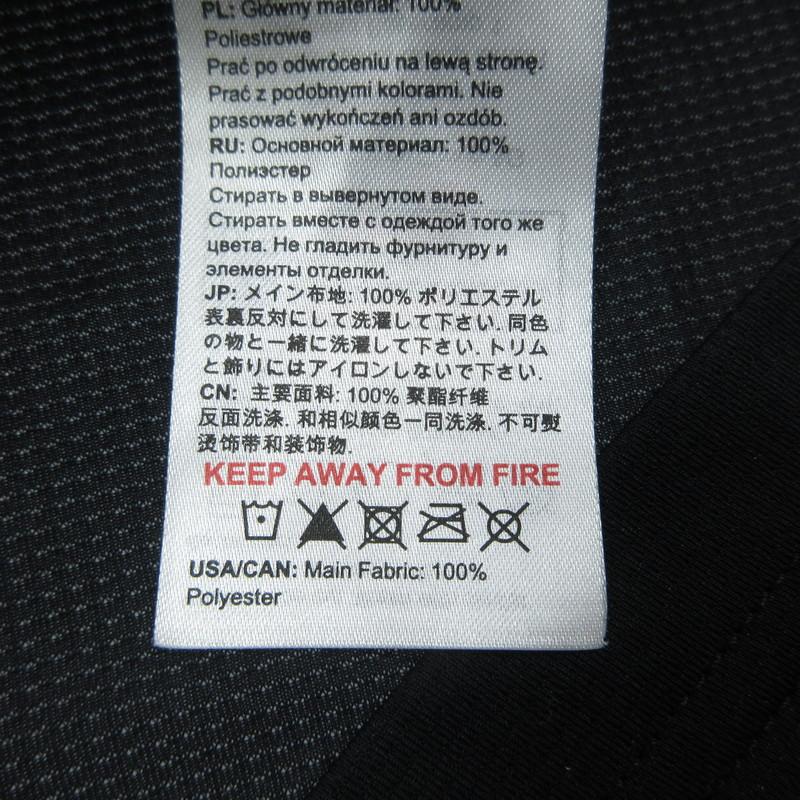 PL: Główny materiał: 100%
Poliestrowe
Prać po odwróceniu na lewą stronę.
Prać z podobnymi kolorami. Nie
prasować wykończeń ani ozdób.
RU: Основной материал: 100%
Полиэстер
Стирать в вывернутом виде.
Стирать вместе с одеждой того же
цвета. Не гладить фурнитуру и
элементы отделки.
JP: メイン布地: 100% ポリエステル
表裏反対にして洗濯して下さい. 同色
の物と一緒に洗濯して下さい. トリム
と飾りにはアイロンしないで下さい.
CN: 主要面料: 100% 聚酯纤维
反面洗涤. 和相似颜色一同洗涤. 不可熨
烫饰带和装饰物.
KEEP AWAY FROM FIRE
USA/CAN: Main Fabric: 100%
Polyester